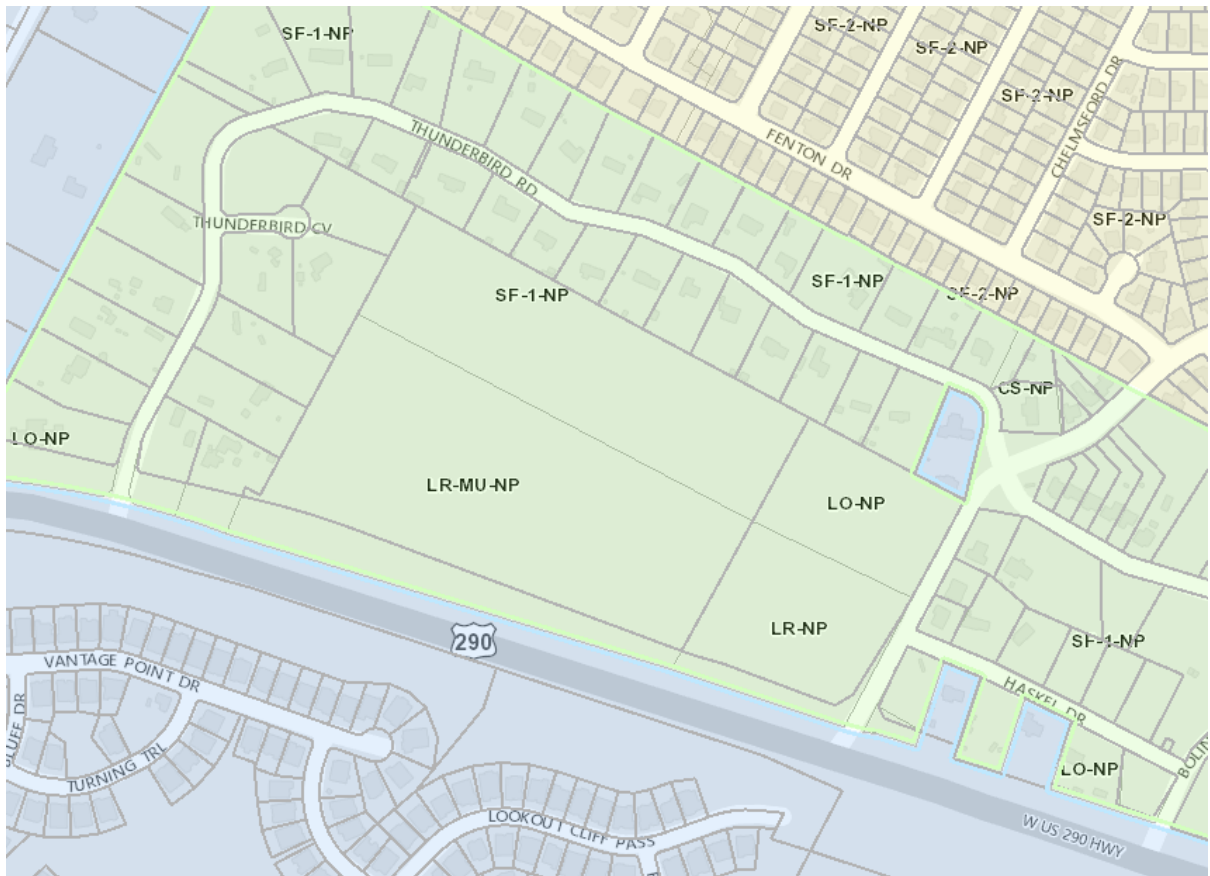 SF-1-NP
SF-2-NP
SF-2-NP
SF-2-NP
CHELMSFORD DR
THUNDERBIRD RD
FENTON DR
SF-2-NP
THUNDERBIRD CV
SF-1-NP
SF-1-NP
SF-2-NP
CS-NP
LO-NP
LR-MU-NP
LO-NP
LR-NP
SF-1-NP
290
VANTAGE POINT DR
HASKEL DR
BLUFF DR
TURNING TRL
LO-NP
BOLIN
LOOKOUT CLIFF PASS
W US 290 HWY